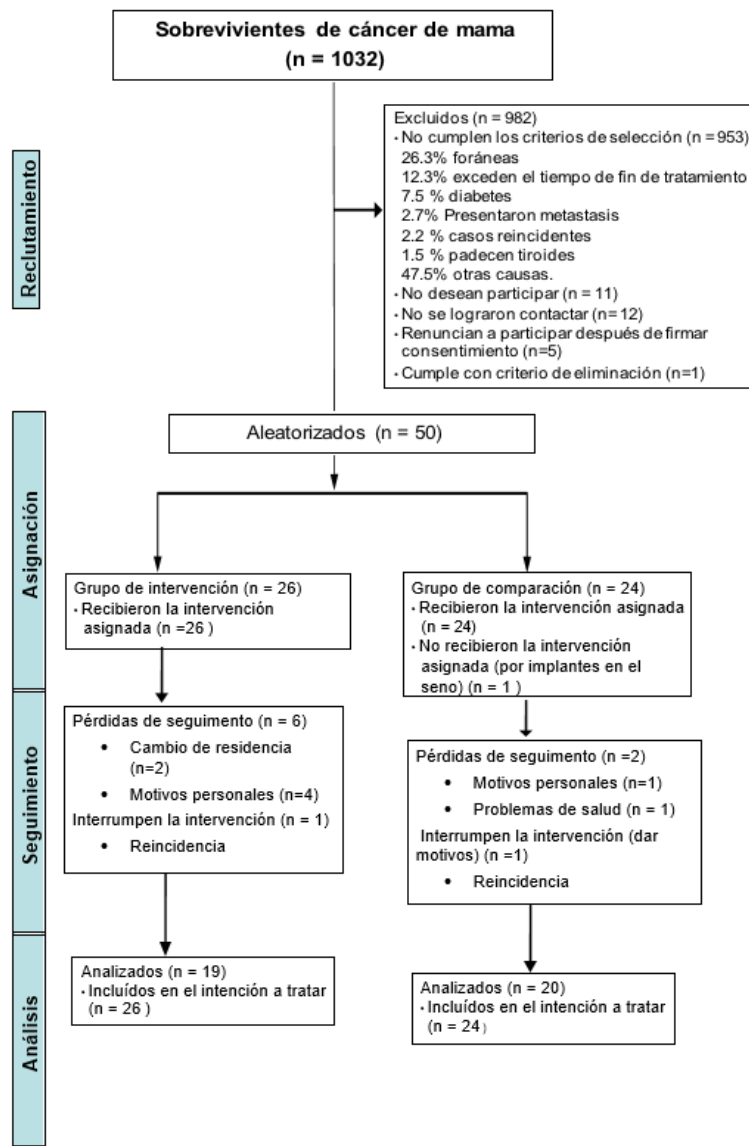 Sobrevivientes de cáncer de mama
(n = 1032)
Reclutamiento
Excluidos (n = 982)
· No cumplen los criterios de selección (n = 953)
26.3% foráneas
12.3% exceden el tiempo de fin de tratamiento
7.5 % diabetes
2.7% Presentaron metastasis
2.2 % casos reincidentes
1.5 % padecen tiroides
47.5% otras causas.
· No desean participar (n = 11)
· No se lograron contactar (n= 12)
· Renuncian a participar después de firmar
consentimiento (n=5)
· Cumple con criterio de eliminación (n=1)
Aleatorizados (n = 50)
Asignación
Grupo de intervención (n = 26)
· Recibieron la intervención
asignada (n =26 )
Grupo de comparación (n = 24)
· Recibieron la intervención asignada
(n = 24)
· No recibieron la intervención
asignada (por implantes en el
seno) (n = 1 )
Seguimiento
Pérdidas de seguimento (n = 6)
• Cambio de residencia
(n=2)
• Motivos personales (n=4)
Interrumpen la intervención (n = 1)
• Reincidencia
Pérdidas de seguimento (n =2)
• Motivos personales (n=1)
• Problemas de salud (n = 1)
Interrumpen la intervención (dar
motivos) (n =1)
• Reincidencia
Análisis
Analizados (n = 19)
· Incluídos en el intención a tratar
(n = 26 )
Analizados (n = 20)
· Incluídos en el intención a tratar
(n = 24)